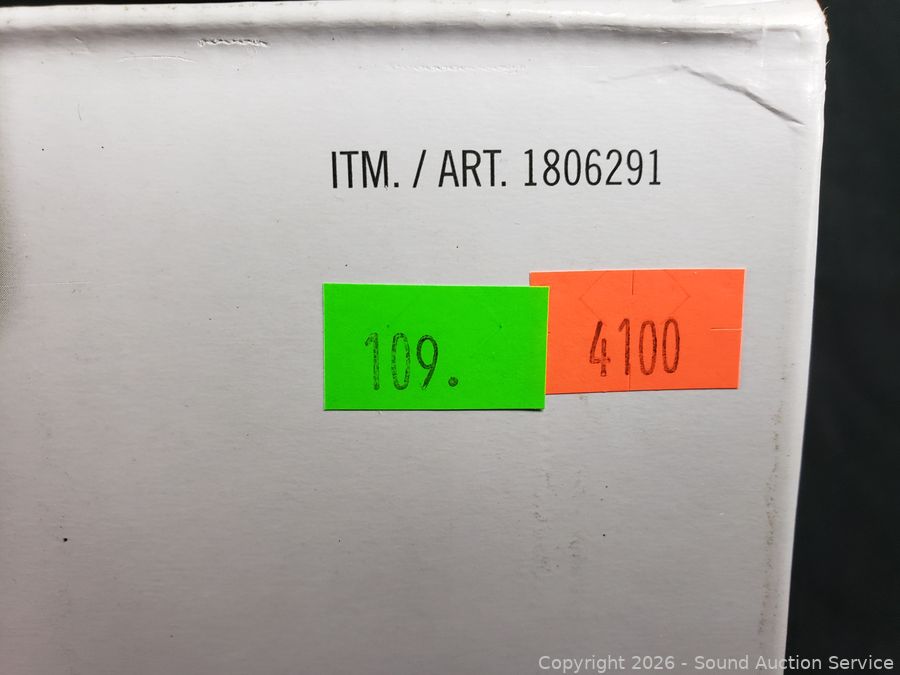 ITM. / ART. 1806291
109.
4100
Copyright 2026 - Sound Auction Service